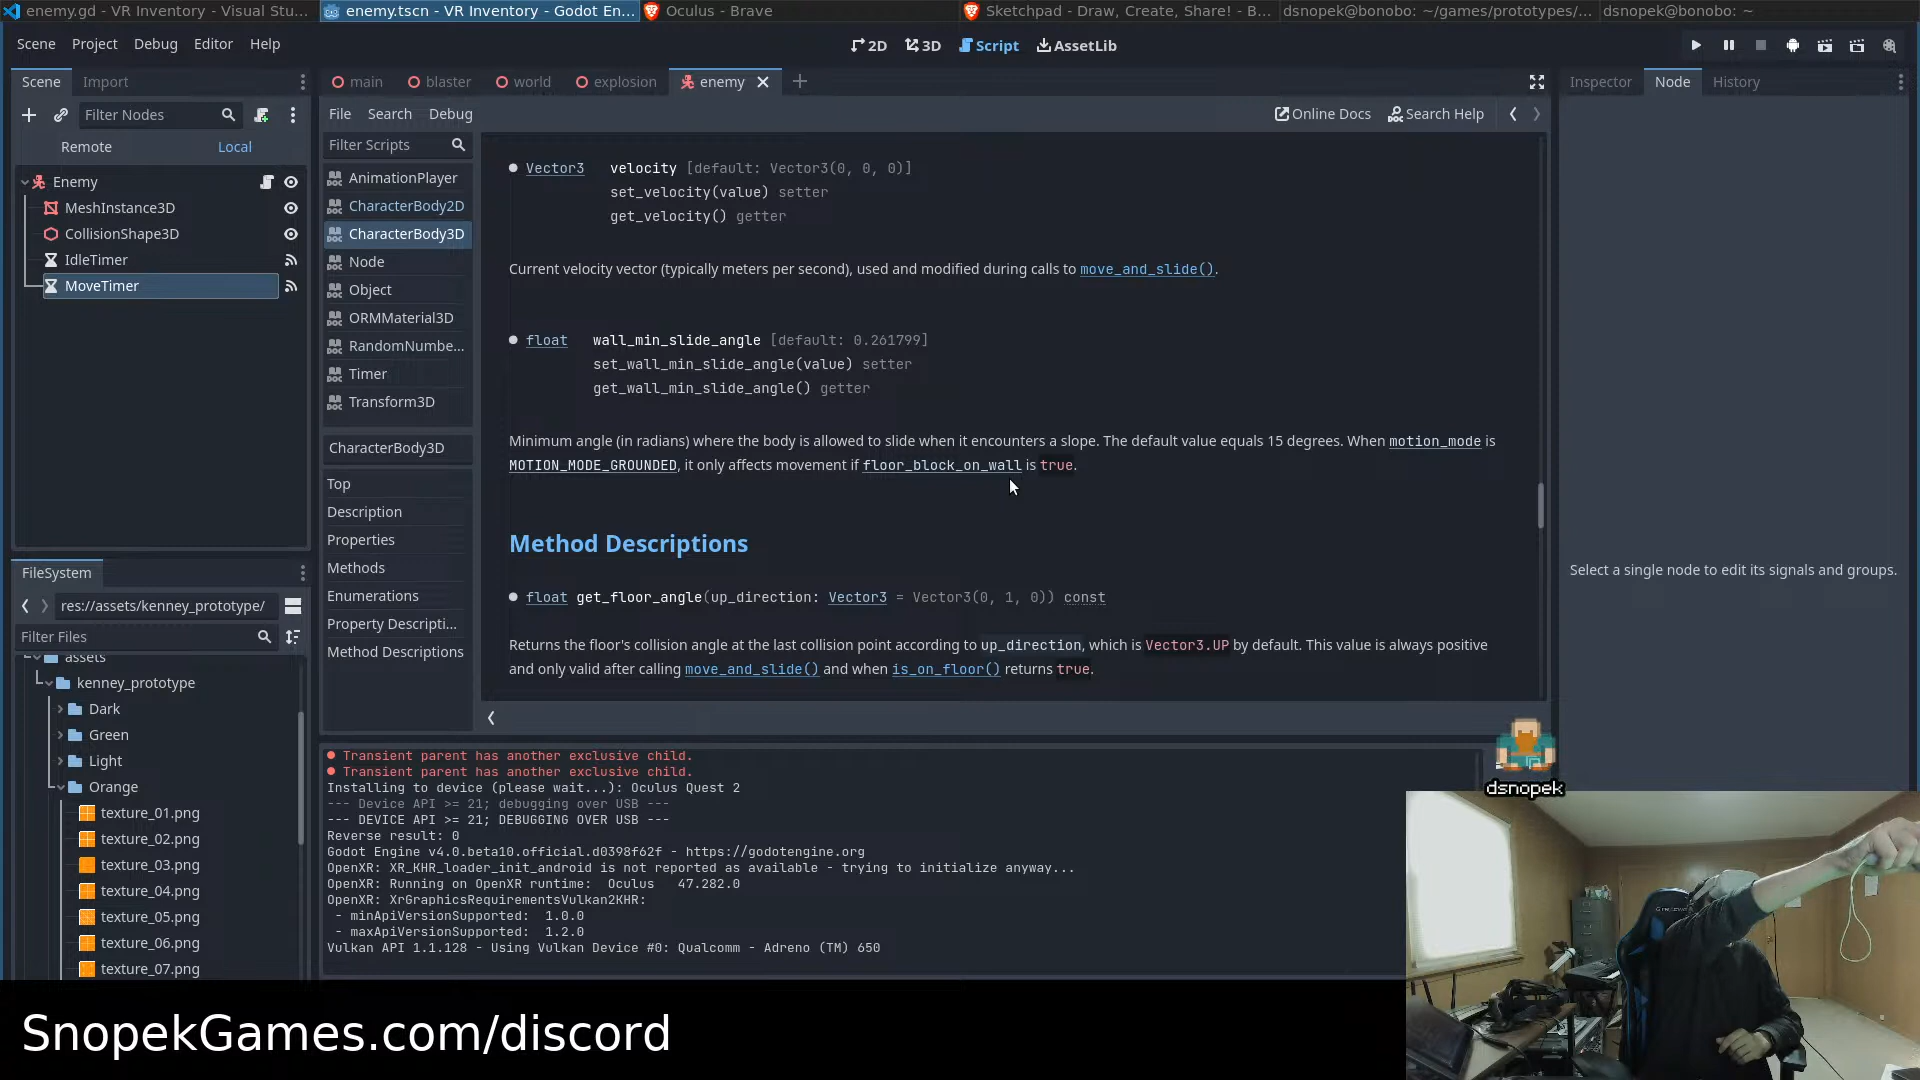 enemy.gd - VR Inventory - Visual Stu...
enemy.tscn - VR Inventory - Godot En...
Oculus - Brave
Sketchpad - Draw, Create, Share! - B...
dsnopek@bonobo: ~/games/prototypes/...
dsnopek@bonobo: ~
Scene Project Debug Editor Help
2D 3D Script AssetLib
Scene Import
main blaster world explosion enemy
Inspector Node History
Filter Nodes
File Search Debug
Online Docs Search Help
Remote Local
Filter Scripts
Enemy
MeshInstance3D
CollisionShape3D
IdleTimer
MoveTimer
AnimationPlayer
CharacterBody2D
CharacterBody3D
Node
Object
ORMMaterial3D
RandomNumbe...
Timer
Transform3D
CharacterBody3D
Top
Description
Properties
Methods
Enumerations
Property Descripti...
Method Descriptions
Vector3 velocity [default: Vector3(0, 0, 0)]
set_velocity(value) setter
get_velocity() getter
Current velocity vector (typically meters per second), used and modified during calls to move_and_slide().
float wall_min_slide_angle [default: 0.261799]
set_wall_min_slide_angle(value) setter
get_wall_min_slide_angle() getter
Minimum angle (in radians) where the body is allowed to slide when it encounters a slope. The default value equals 15 degrees. When motion_mode is
MOTION_MODE_GROUNDED, it only affects movement if floor_block_on_wall is true.
Method Descriptions
float get_floor_angle(up_direction: Vector3 = Vector3(0, 1, 0)) const
Returns the floor's collision angle at the last collision point according to up_direction, which is Vector3.UP by default. This value is always positive
and only valid after calling move_and_slide() and when is_on_floor() returns true.
Select a single node to edit its signals and groups.
FileSystem
res://assets/kenney_prototype/
Filter Files
assets
kenney_prototype
Dark
Green
Light
Orange
texture_01.png
texture_02.png
texture_03.png
texture_04.png
texture_05.png
texture_06.png
texture_07.png
Transient parent has another exclusive child.
Transient parent has another exclusive child.
Installing to device (please wait...): Oculus Quest 2
--- Device API >= 21; debugging over USB ---
--- DEVICE API >= 21; DEBUGGING OVER USB ---
Reverse result: 0
Godot Engine v4.0.beta10.official.d0398f62f - https://godotengine.org
OpenXR: XR_KHR_loader_init_android is not reported as available - trying to initialize anyway...
OpenXR: Running on OpenXR runtime:  Oculus   47.282.0
OpenXR: XrGraphicsRequirementsVulkan2KHR:
- minApiVersionSupported:  1.0.0
- maxApiVersionSupported:  1.2.0
Vulkan API 1.1.128 - Using Vulkan Device #0: Qualcomm - Adreno (TM) 650
dsnopek
SnopekGames.com/discord